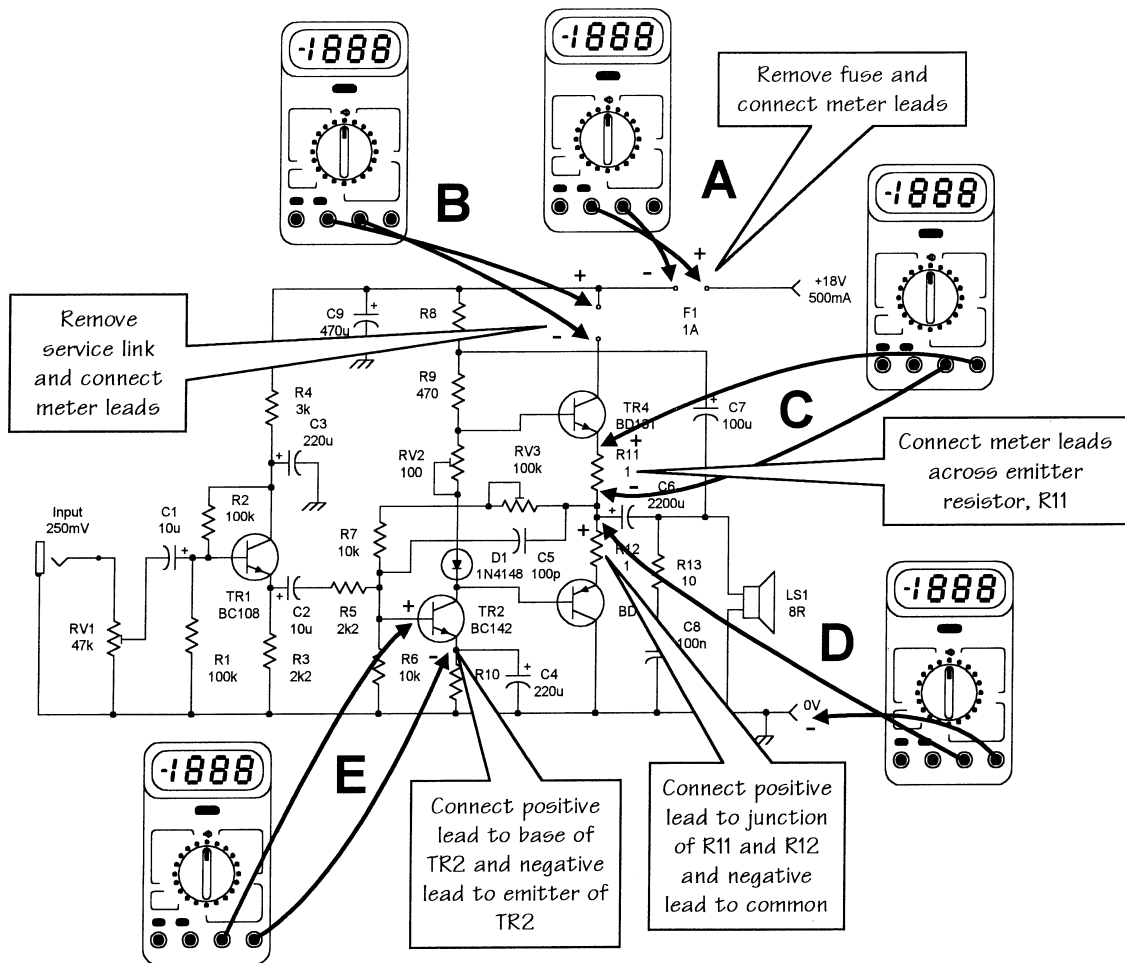 -1888
-1888
Remove fuse and
connect meter leads
A
B
-1888
+
-
+
+18V
500mA
F1
1A
Remove
service link
and connect
meter leads
C9
470u
+
R8
-
R9
470
R4
3k
C3
220u
+
TR4
C7
100u
+
C
Connect meter leads
across emitter
resistor, R11
RV2
100
RV3
100k
+
R11
1
-
C6
2200u
+
Input
250mV
C1
10u
+
R2
100k
R7
10k
D1
1N4148
C5
100p
+
R12
1
R13
10
LS1
8R
-1888
TR1
BC108
C2
10u
+
R5
2k2
+
TR2
BC142
BD
C8
100n
D
RV1
47k
R1
100k
R3
2k2
R6
10k
-
R10
C4
220u
+
0V
-
-1888
E
Connect positive
lead to base of
TR2 and negative
lead to emitter of
TR2
Connect positive
lead to junction
of R11 and R12
and negative
lead to common